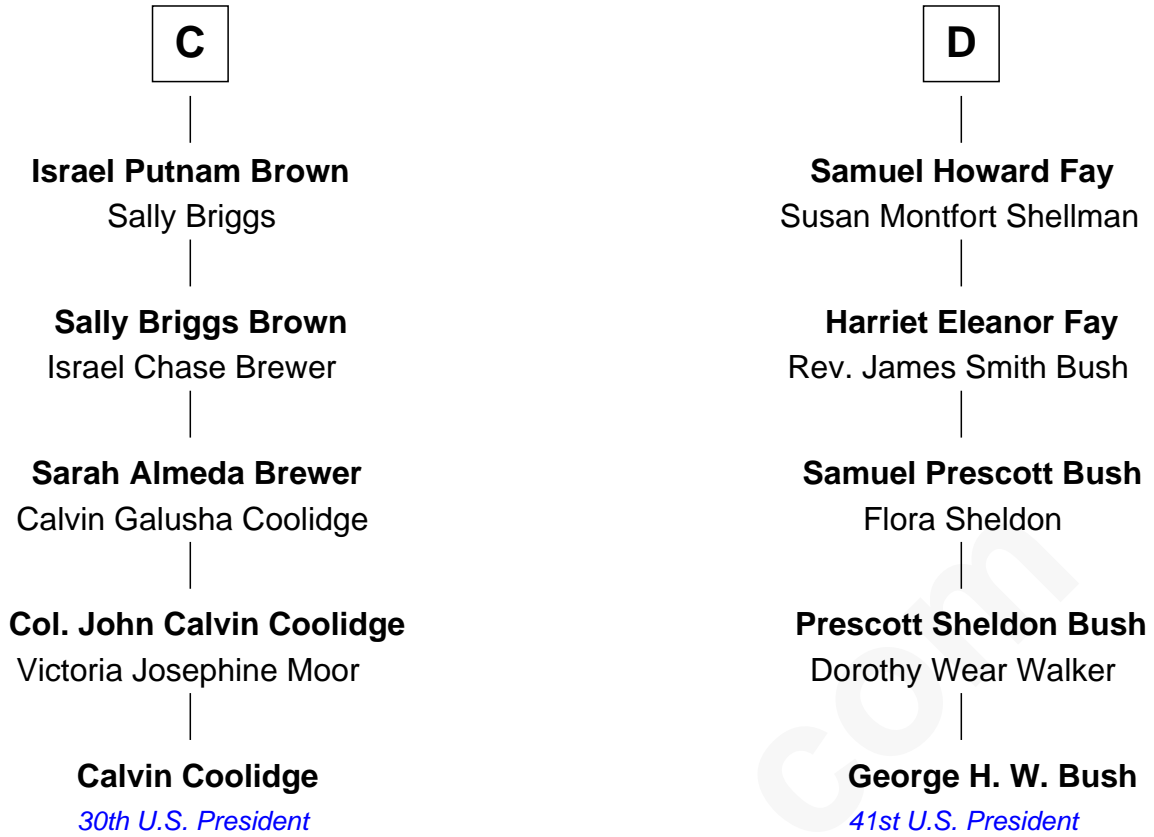 C
Israel Putnam Brown
Sally Briggs
Sally Briggs Brown
Israel Chase Brewer
Sarah Almeda Brewer
Calvin Galusha Coolidge
Col. John Calvin Coolidge
Victoria Josephine Moor
Calvin Coolidge
30th U.S. President
D
Samuel Howard Fay
Susan Montfort Shellman
Harriet Eleanor Fay
Rev. James Smith Bush
Samuel Prescott Bush
Flora Sheldon
Prescott Sheldon Bush
Dorothy Wear Walker
George H. W. Bush
41st U.S. President
com